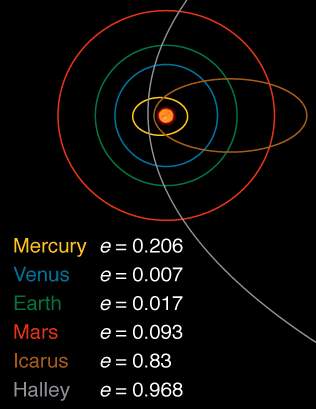 Mercury e = 0.206
Venus e = 0.007
Earth e = 0.017
Mars e = 0.093
Icarus e = 0.83
Halley e = 0.968